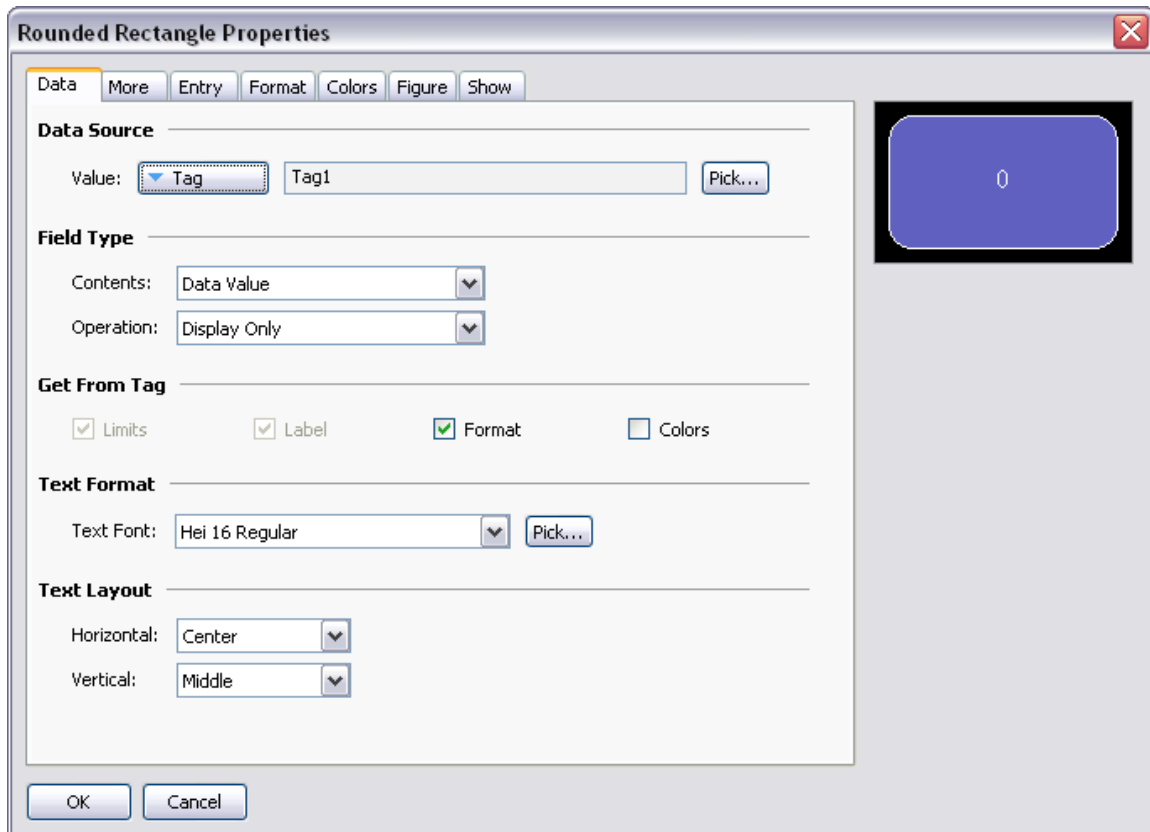 Rounded Rectangle Properties
Data More Entry Format Colors Figure Show
Data Source
Value: Tag Tag1 Pick...
0
Field Type
Contents: Data Value
Operation: Display Only
Get From Tag
Limits Label Format Colors
Text Format
Text Font: Hei 16 Regular Pick...
Text Layout
Horizontal: Center
Vertical: Middle
OK Cancel